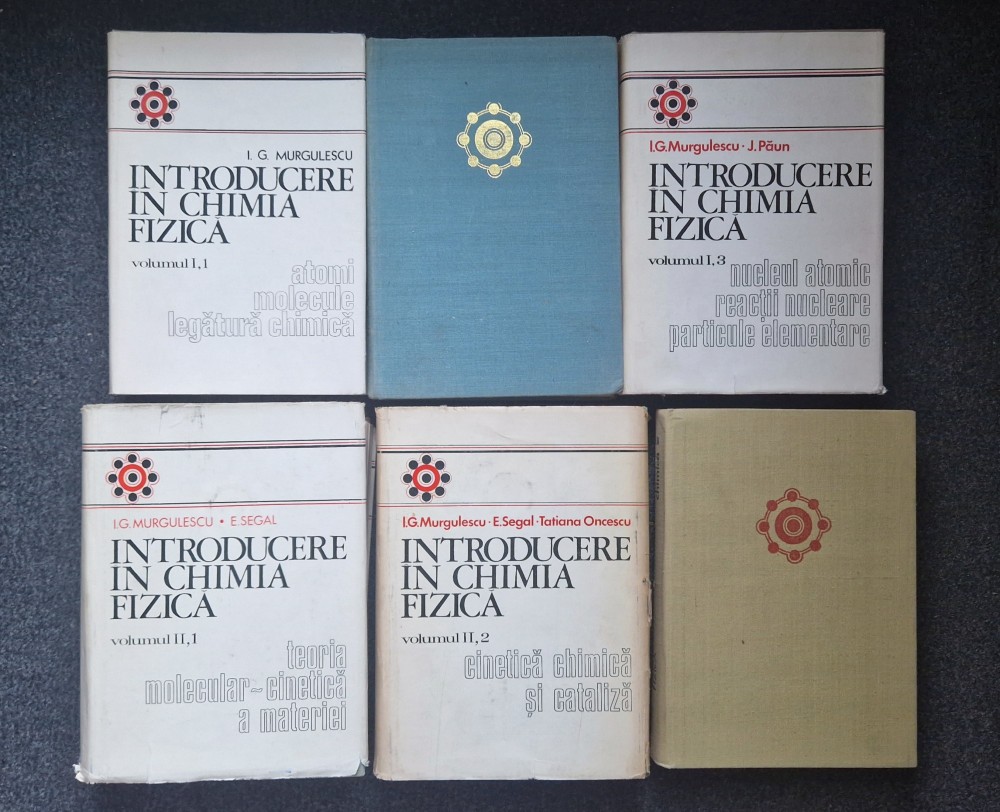 I. G. MURGULESCU
INTRODUCERE
IN CHIMIA
FIZICĂ
volumul I,1
atomi
molecule
legătură chimică
I.G.Murgulescu · J.Păun
INTRODUCERE
IN CHIMIA
FIZICĂ
volumul I,3
nucleul atomic
reacții nucleare
particule elementare
I.G.MURGULESCU • E.SEGAL
INTRODUCERE
IN CHIMIA
FIZICĂ
volumul II,1
teoria
molecular~cinetică
a materiei
I.G.Murgulescu · E.Segal · Tatiana Oncescu
INTRODUCERE
IN CHIMIA
FIZICĂ
volumul II,2
cinetică chimică
și cataliză